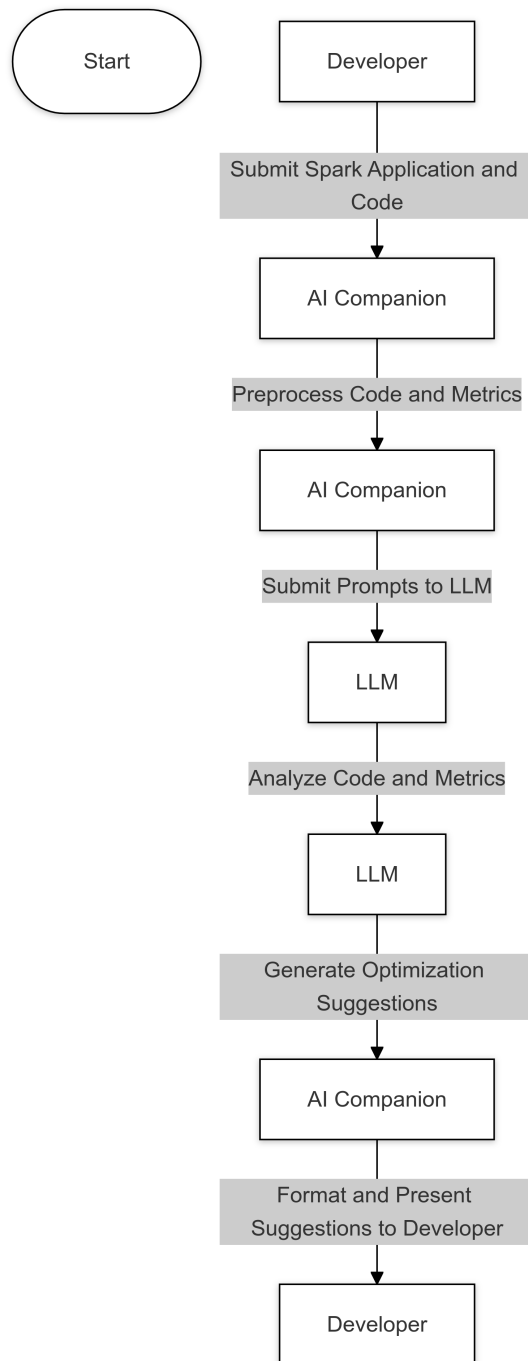 Start
Developer
Submit Spark Application and
Code
AI Companion
Preprocess Code and Metrics
AI Companion
Submit Prompts to LLM
LLM
Analyze Code and Metrics
LLM
Generate Optimization
Suggestions
AI Companion
Format and Present
Suggestions to Developer
Developer